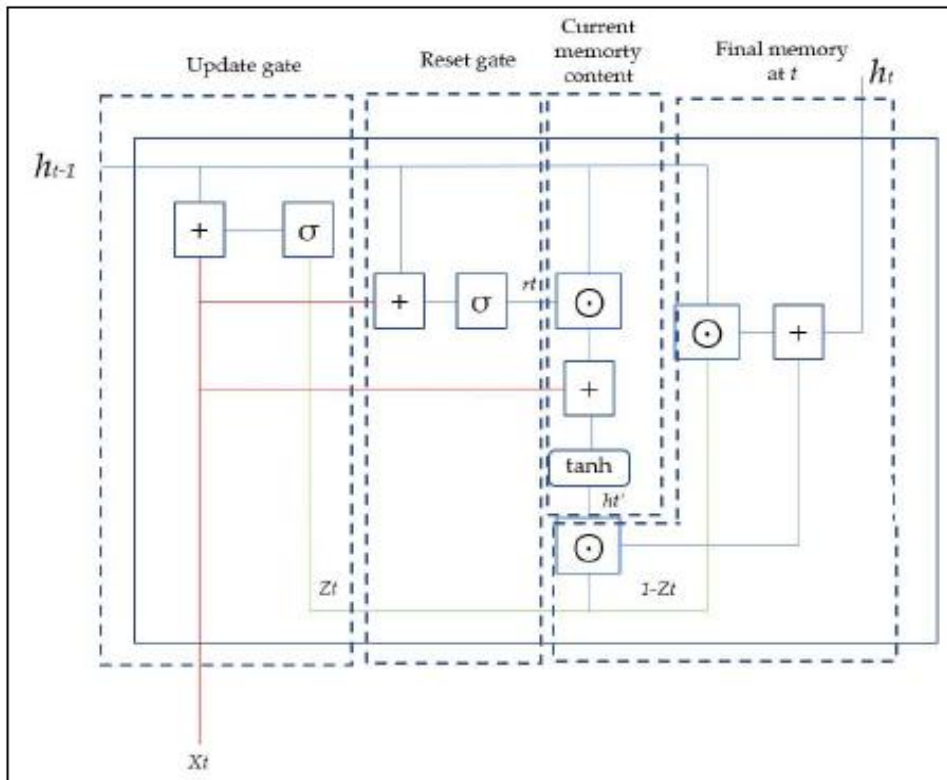 Update gate
Reset gate
Current
memorty
content
Final memory
at t
ht
ht-1
+
σ
+
σ
rt
⊙
⊙
+
+
tanh
ht'
⊙
Zt
1-Zt
Xt